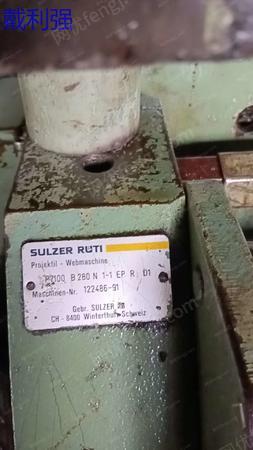 戴利强
SULZER RÜTI
Projektil - Webmaschine
P7100 B 280 N 1-1 EP R D1
Maschinen-Nr. 122486-91
Gebr. SULZER AG
CH - 8400 Winterthur-Schweiz